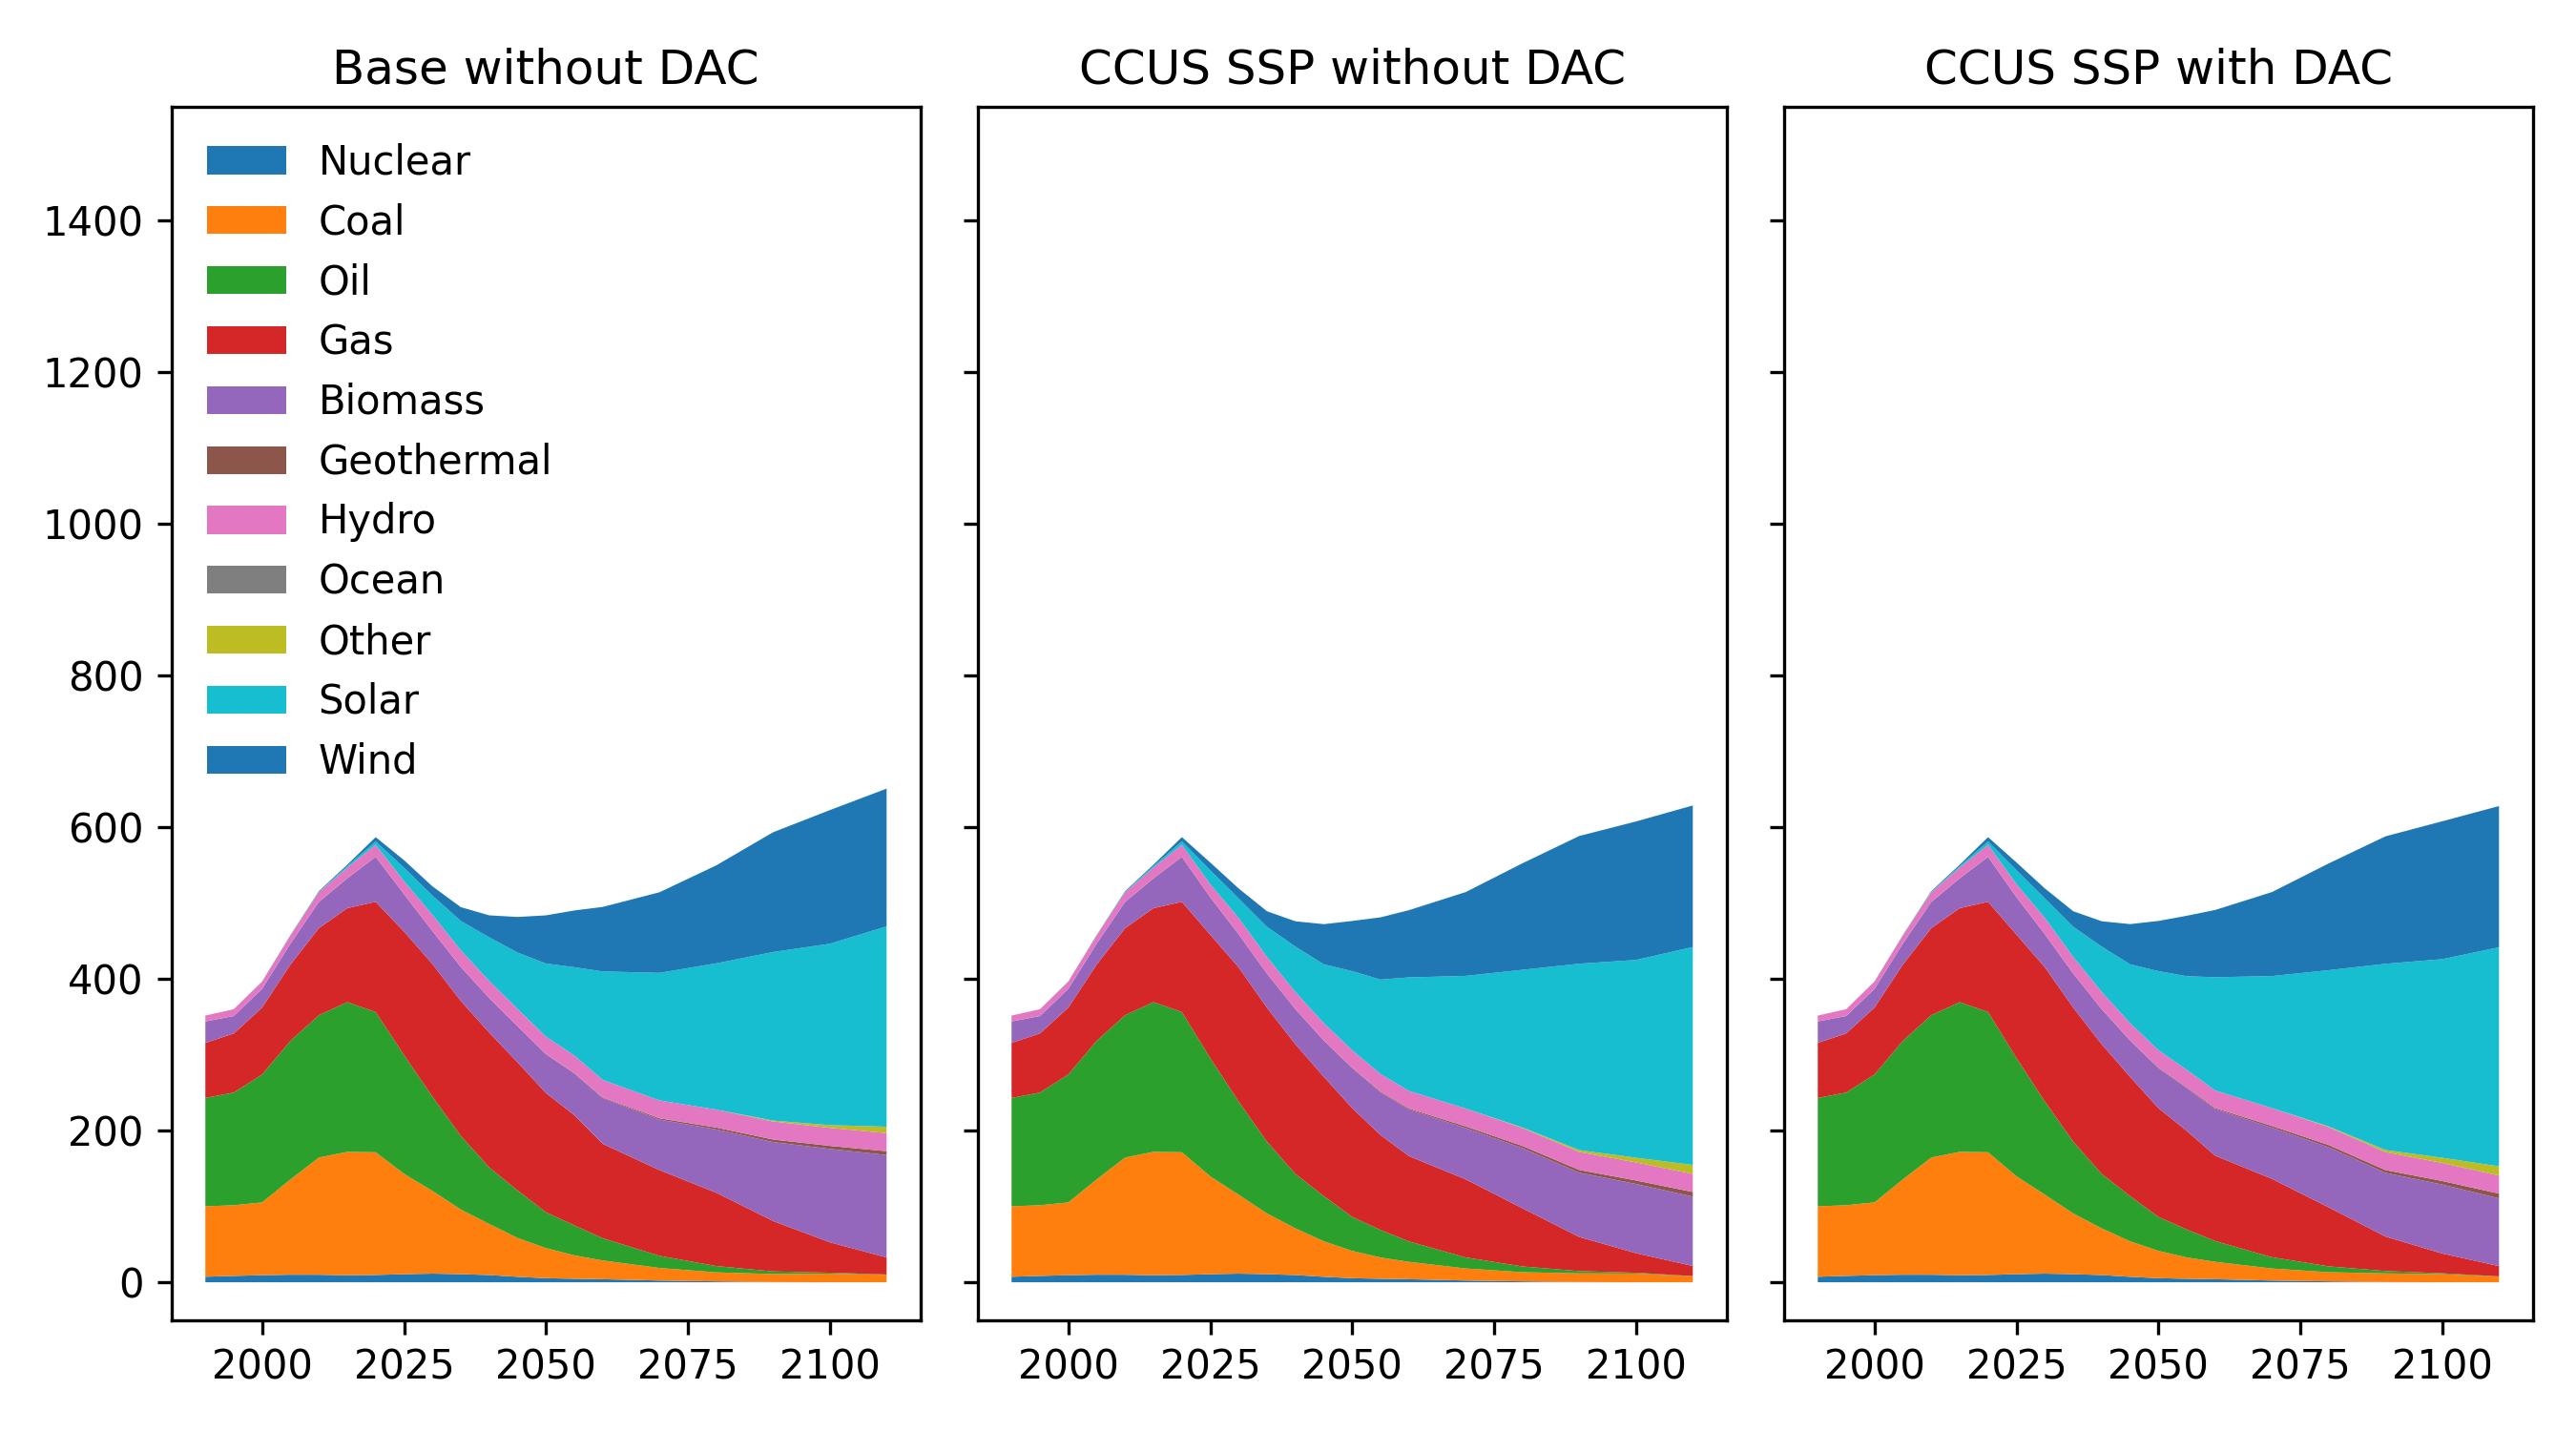 Base without DAC
CCUS SSP without DAC
CCUS SSP with DAC
Nuclear
Coal
Oil
Gas
Biomass
Geothermal
Hydro
Ocean
Other
Solar
Wind
1400
1200
1000
800
600
400
200
0
2000 2025 2050 2075 2100
2000 2025 2050 2075 2100
2000 2025 2050 2075 2100